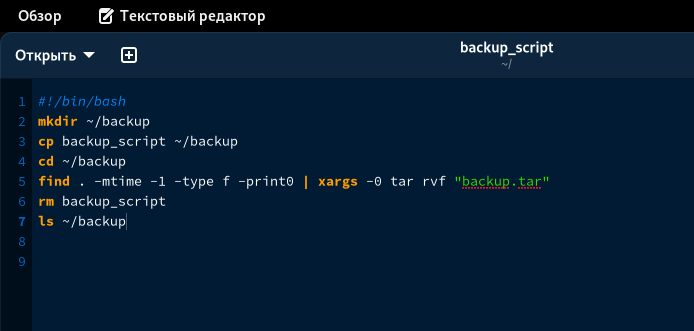 Обзор Текстовый редактор
Открыть backup_script
~/
1 #!/bin/bash
2 mkdir ~/backup
3 cp backup_script ~/backup
4 cd ~/backup
5 find . -mtime -1 -type f -print0 | xargs -0 tar rvf "backup.tar"
6 rm backup_script
7 ls ~/backup
8
9